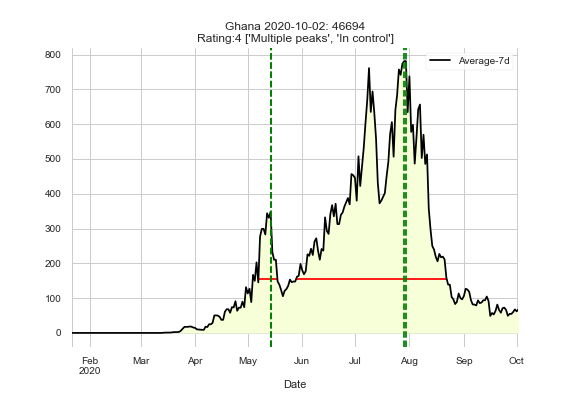 Ghana 2020-10-02: 46694
Rating:4 ['Multiple peaks', 'In control']
Average-7d
800
700
600
500
400
300
200
100
0
Feb Mar Apr May Jun Jul Aug Sep Oct
2020
Date